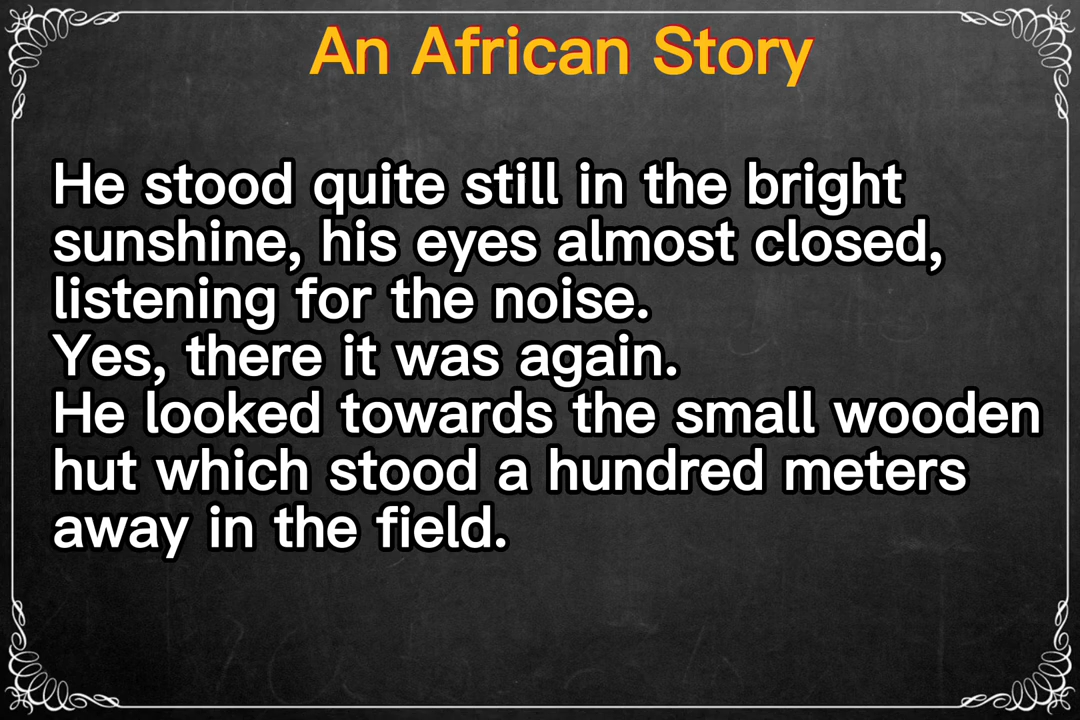 An African Story
He stood quite still in the bright
sunshine, his eyes almost closed,
listening for the noise.
Yes, there it was again.
He looked towards the small wooden
hut which stood a hundred meters
away in the field.